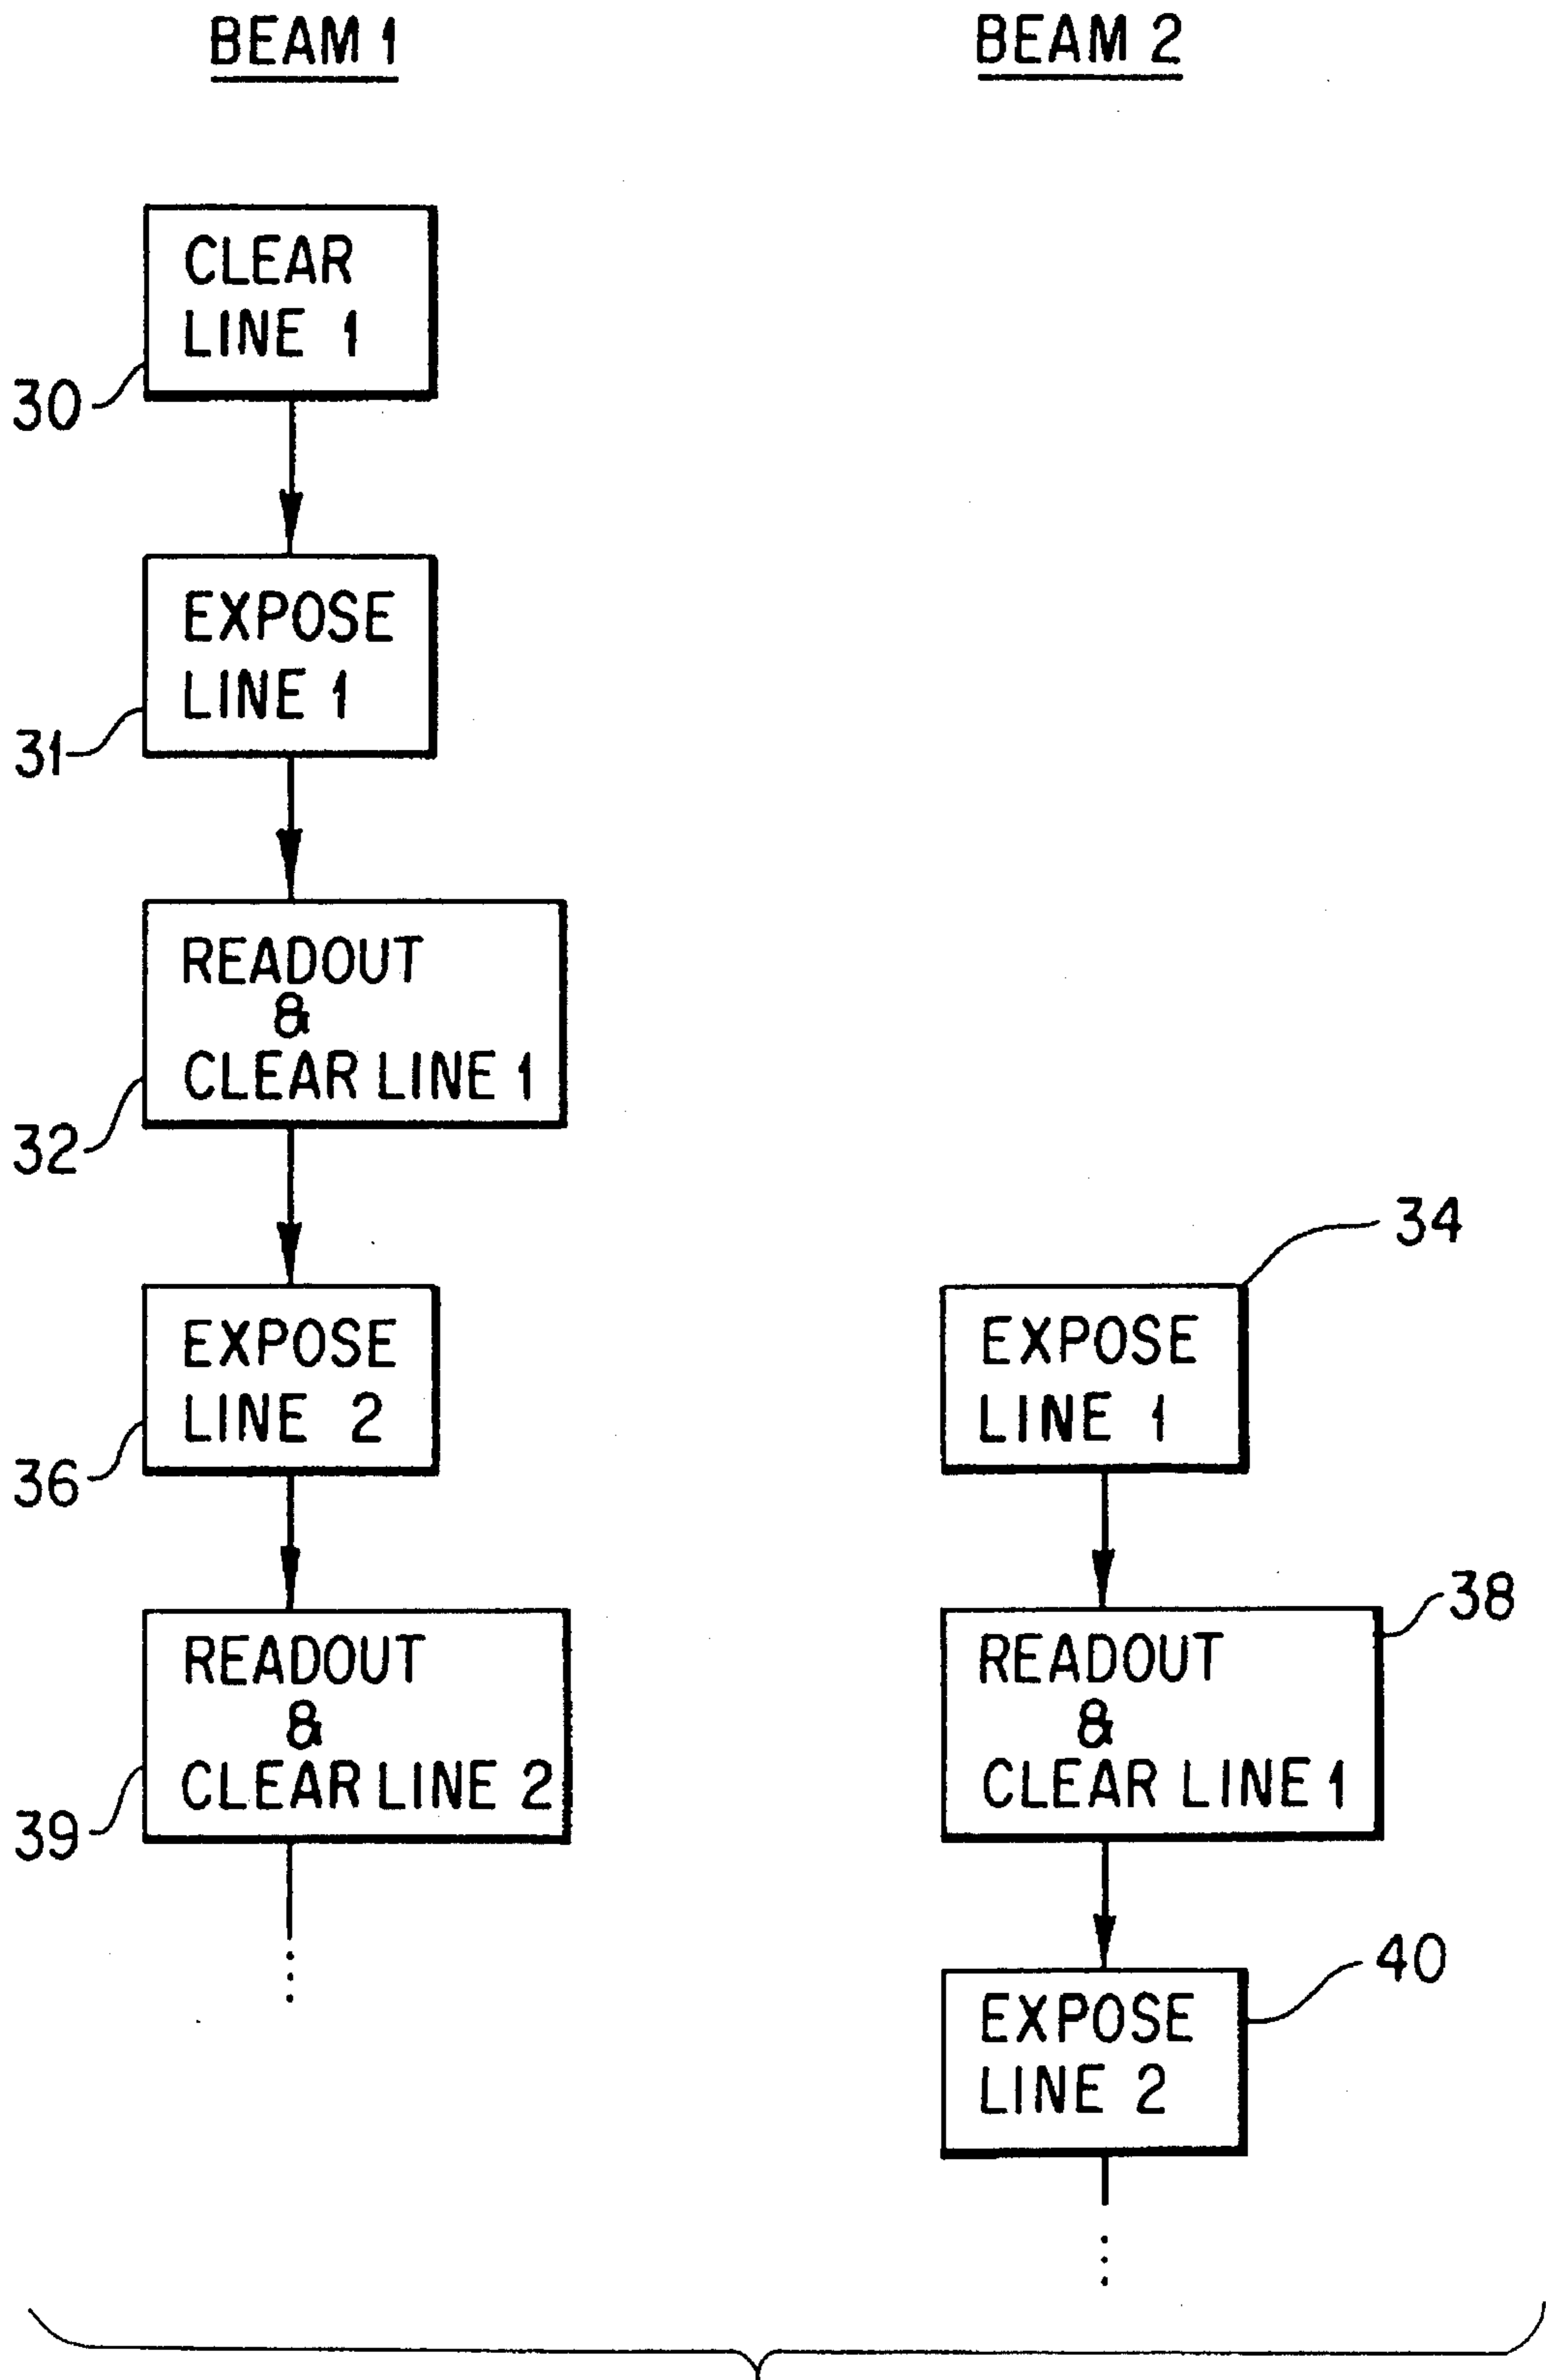 BEAM 1
BEAM 2
CLEAR
LINE 1
30
EXPOSE
LINE 1
31
READOUT
&
CLEAR LINE 1
32
34
EXPOSE
LINE 2
36
EXPOSE
LINE 1
READOUT
&
CLEAR LINE 2
39
38
READOUT
&
CLEAR LINE 1
40
EXPOSE
LINE 2